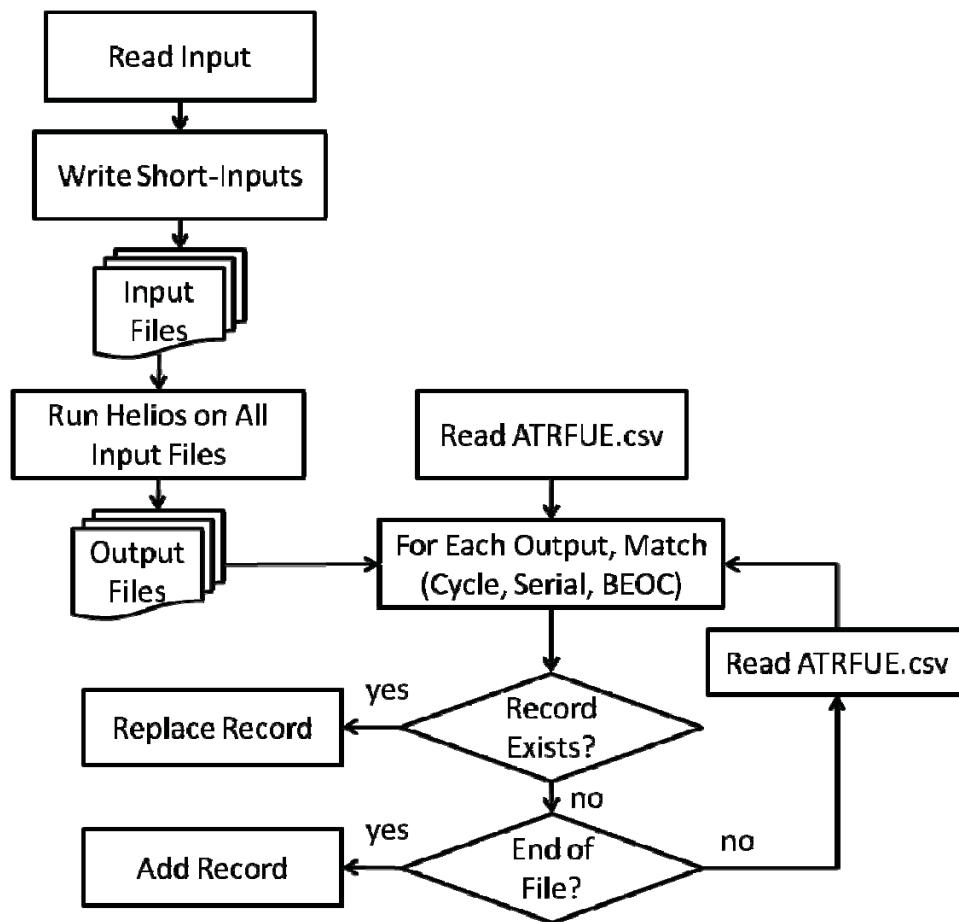 Read Input
Write Short-Inputs
Input
Files
Run Helios on All
Input Files
Output
Files
Read ATRFUE.csv
For Each Output, Match
(Cycle, Serial, BEOC)
Read ATRFUE.csv
yes
Record
Exists?
Replace Record
no
yes
End of
File?
no
Add Record